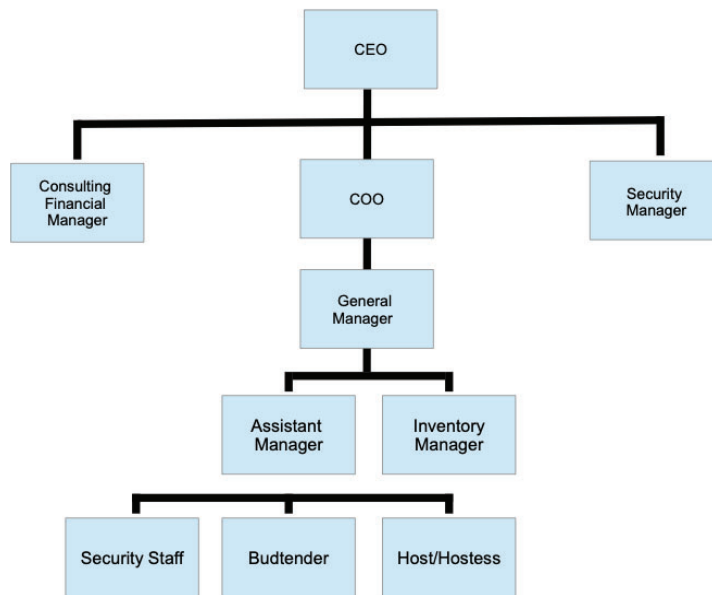 CEO
Consulting
Financial
Manager
COO
Security
Manager
General
Manager
Assistant
Manager
Inventory
Manager
Security Staff
Budtender
Host/Hostess